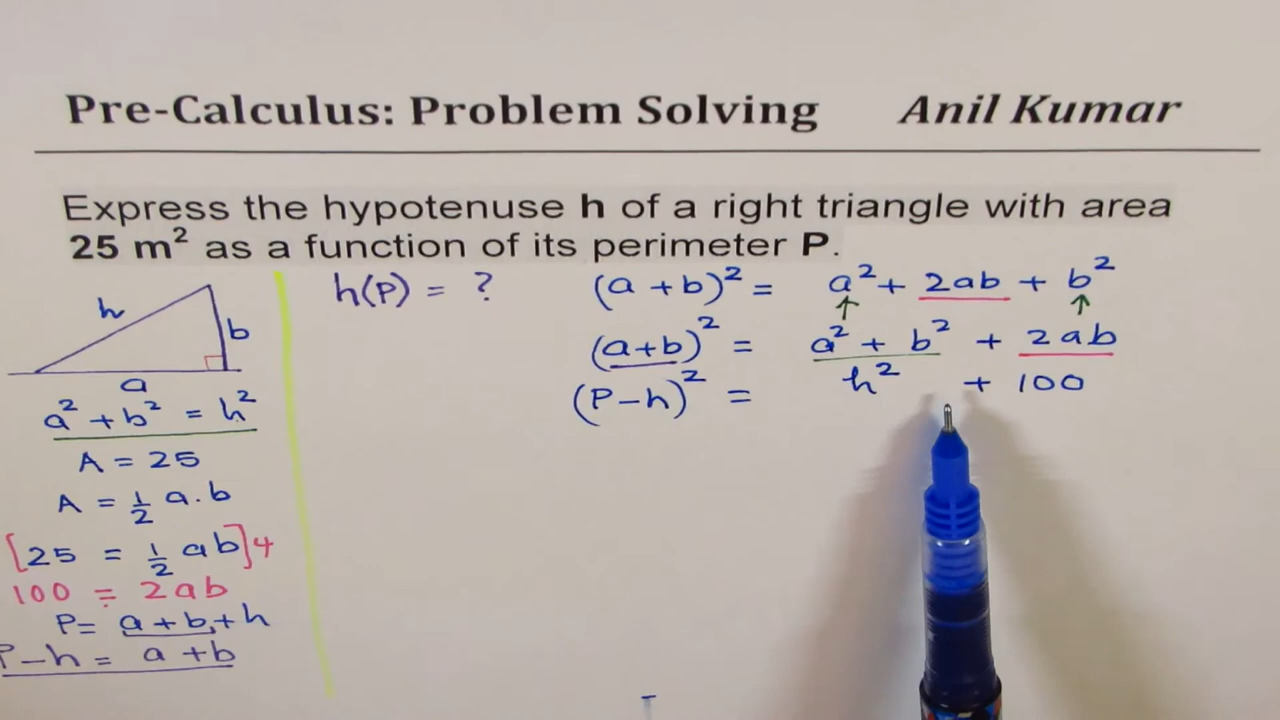 Pre-Calculus: Problem Solving Anil Kumar
Express the hypotenuse h of a right triangle with area
25 m² as a function of its perimeter P.
h
b
a
a² + b² = h²
A = 25
A = 1/2 a.b
[25 = 1/2 ab]4
100 = 2ab
P = a+b+h
P-h = a+b
h(P) = ?
(a+b)² = a² + 2ab + b²
(a+b)² = a² + b² + 2ab
(P-h)² = h² + 100